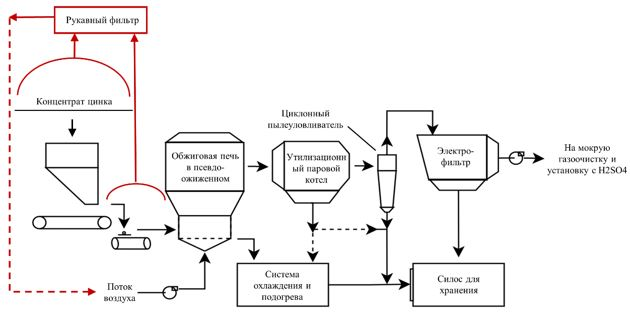 Рукавный фильтр
Концентрат цинка
Циклонный
пылеуловливатель
Обжиговая печь
в псевдо-
ожиженном
Утилизационн
ый паровой
котел
Электро-
фильтр
На мокрую
газоочистку и
установку с H2SO4
Поток
воздуха
Система
охлаждения и
подогрева
Силос для
хранения